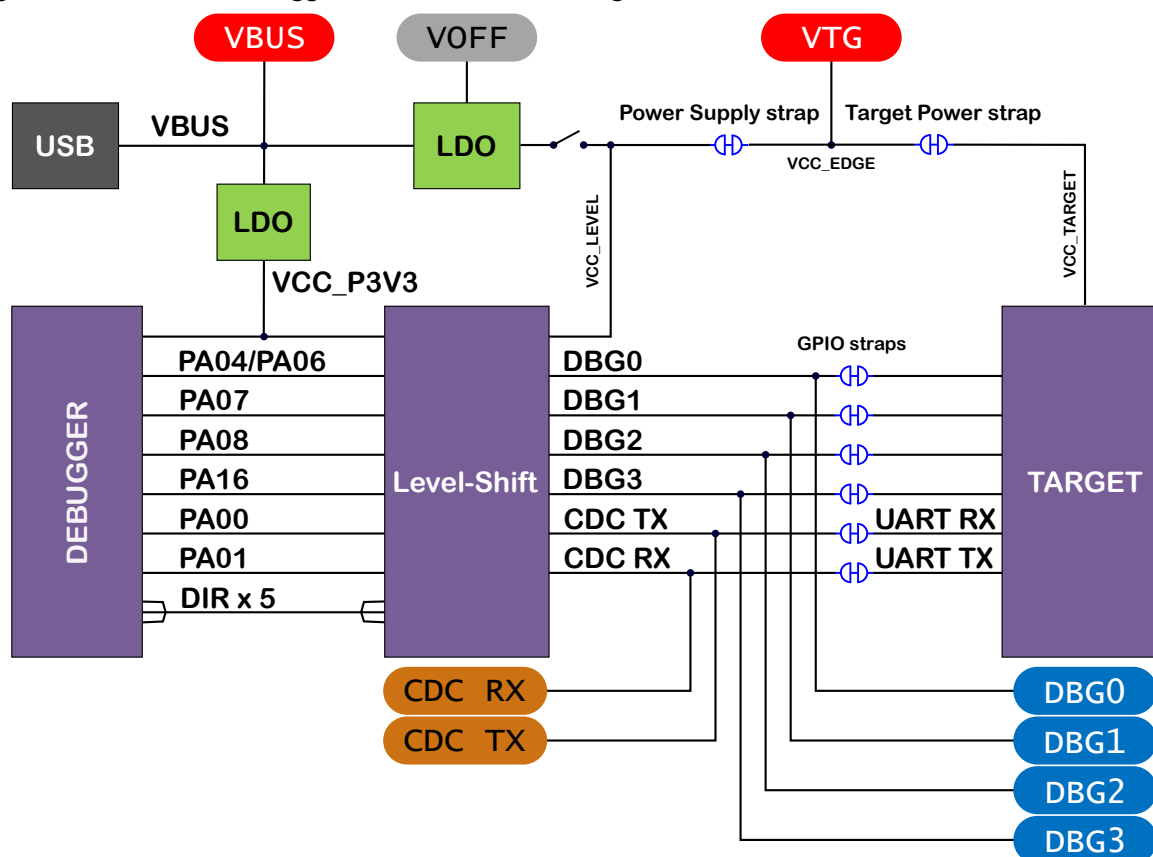 VBUS
VOFF
VTG
Power Supply strap
Target Power strap
USB
VBUS
LDO
VCC_EDGE
LDO
VCC_LEVEL
VCC_TARGET
VCC_P3V3
DEBUGGER
Level-Shift
TARGET
GPIO straps
PA04/PA06
DBG0
PA07
DBG1
PA08
DBG2
PA16
DBG3
PA00
CDC TX
UART RX
PA01
CDC RX
UART TX
DIR x 5
CDC RX
DBG0
CDC TX
DBG1
DBG2
DBG3